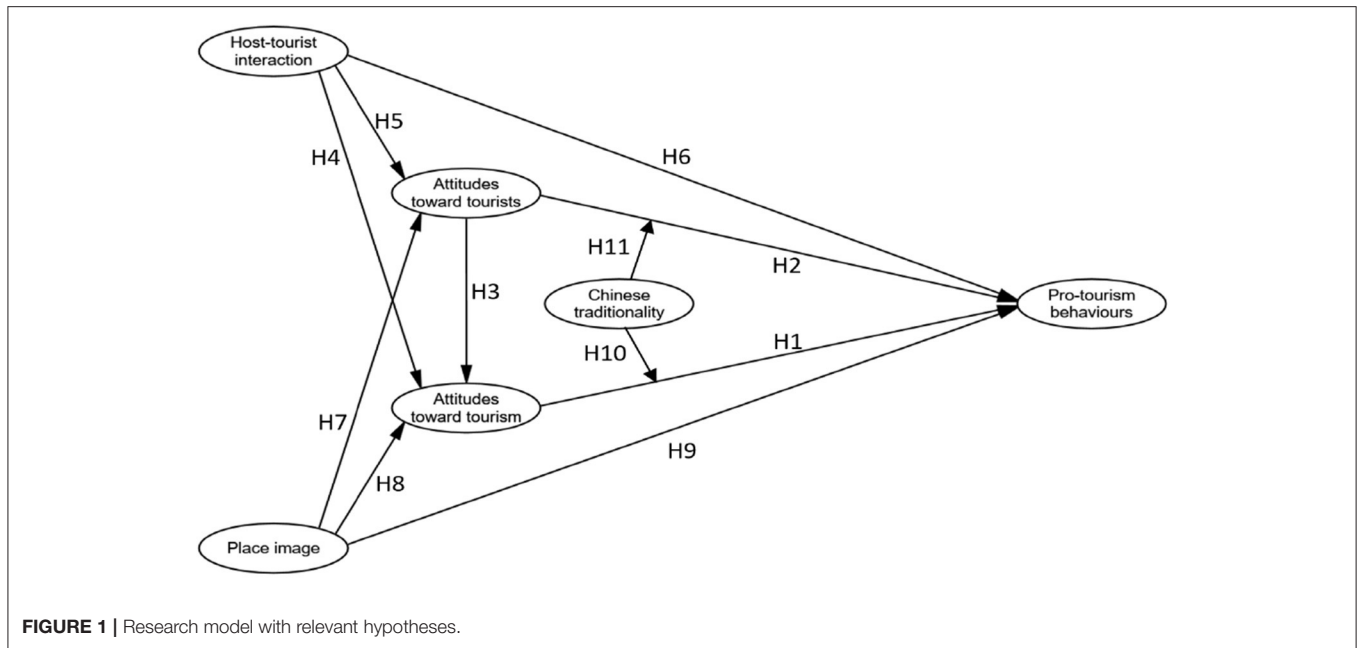 Host-tourist
interaction
H5
H4
H6
Attitudes
toward tourists
H11
H2
H3
Chinese
traditionality
Pro-tourism
behaviours
H10
H1
Attitudes
toward tourism
H7
H9
H8
Place image
FIGURE 1 | Research model with relevant hypotheses.